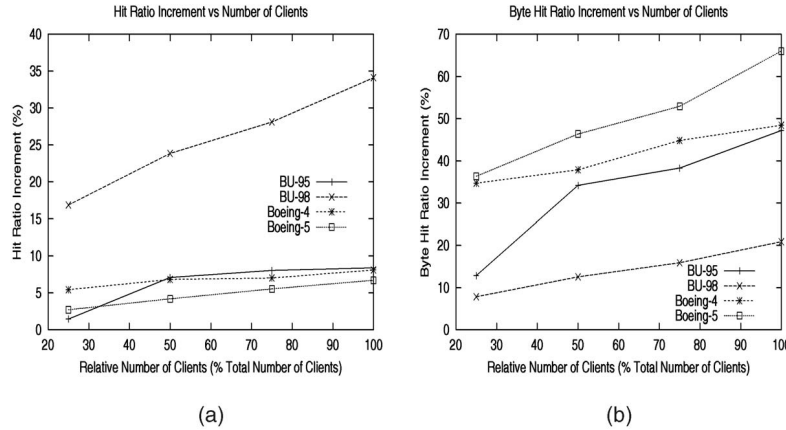 Hit Ratio Increment vs Number of Clients
40
35
30
25
20
15
10
5
0
Hit Ratio Increment (%)
BU-95
BU-98
Boeing-4
Boeing-5
20 30 40 50 60 70 80 90 100
Relative Number of Clients (% Total Number of Clients)
(a)
Byte Hit Ratio Increment vs Number of Clients
70
60
50
40
30
20
10
0
Byte Hit Ratio Increment (%)
BU-95
BU-98
Boeing-4
Boeing-5
20 30 40 50 60 70 80 90 100
Relative Number of Clients (% Total Number of Clients)
(b)